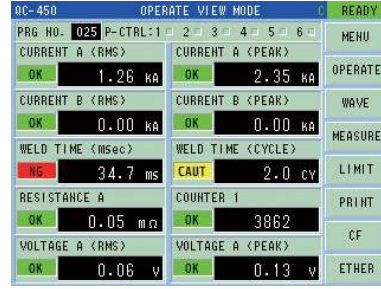 QC-450 OPERATE VIEW MODE C READY
PRG NO. 025 P-CTRL:1 2 3 4 5 6
MENU
CURRENT A (RMS) CURRENT A (PEAK)
OK 1.26 kA OK 2.35 kA
OPERATE
CURRENT B (RMS) CURRENT B (PEAK)
OK 0.00 kA OK 0.00 kA
WAVE
MEASURE
WELD TIME (msec) WELD TIME (CYCLE)
NG 34.7 ms CAUT 2.0 CY
LIMIT
RESISTANCE A COUNTER 1
OK 0.05 mΩ OK 3862
PRINT
CF
VOLTAGE A (RMS) VOLTAGE A (PEAK)
OK 0.06 V OK 0.13 V
ETHER